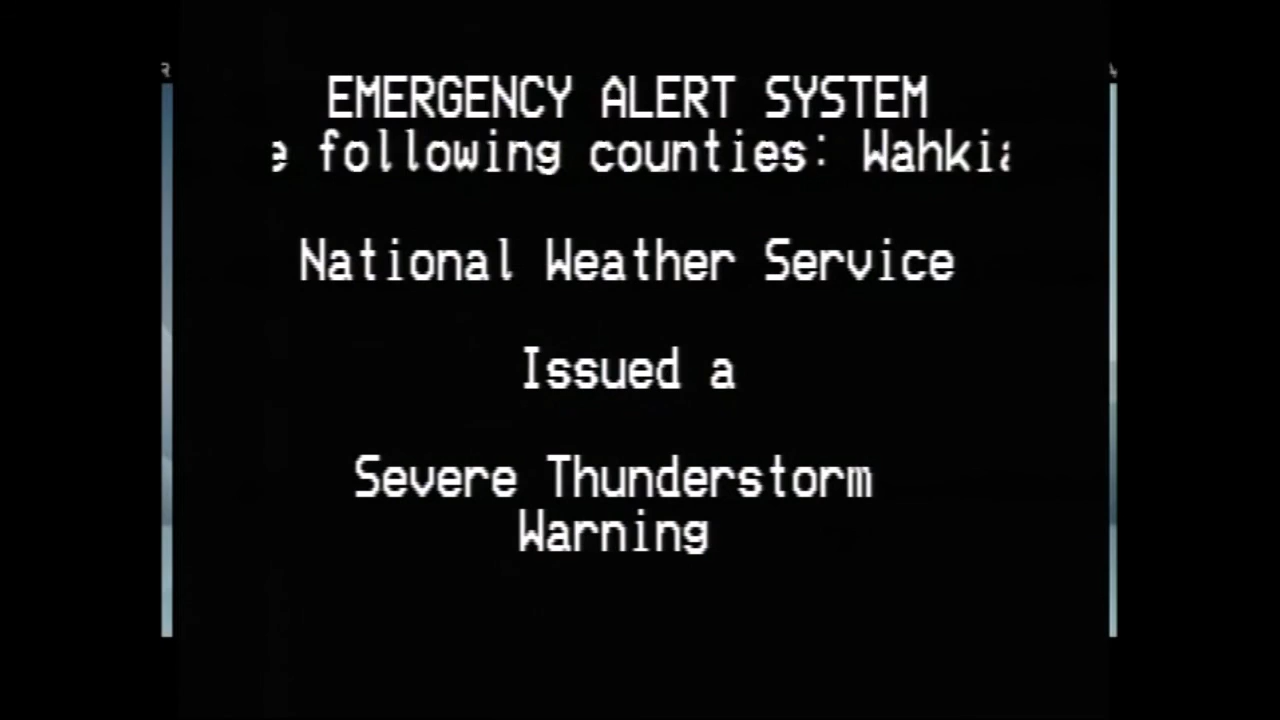 EMERGENCY ALERT SYSTEM
following counties:
National Weather Service
Issued a
Severe Thunderstorm
Warning